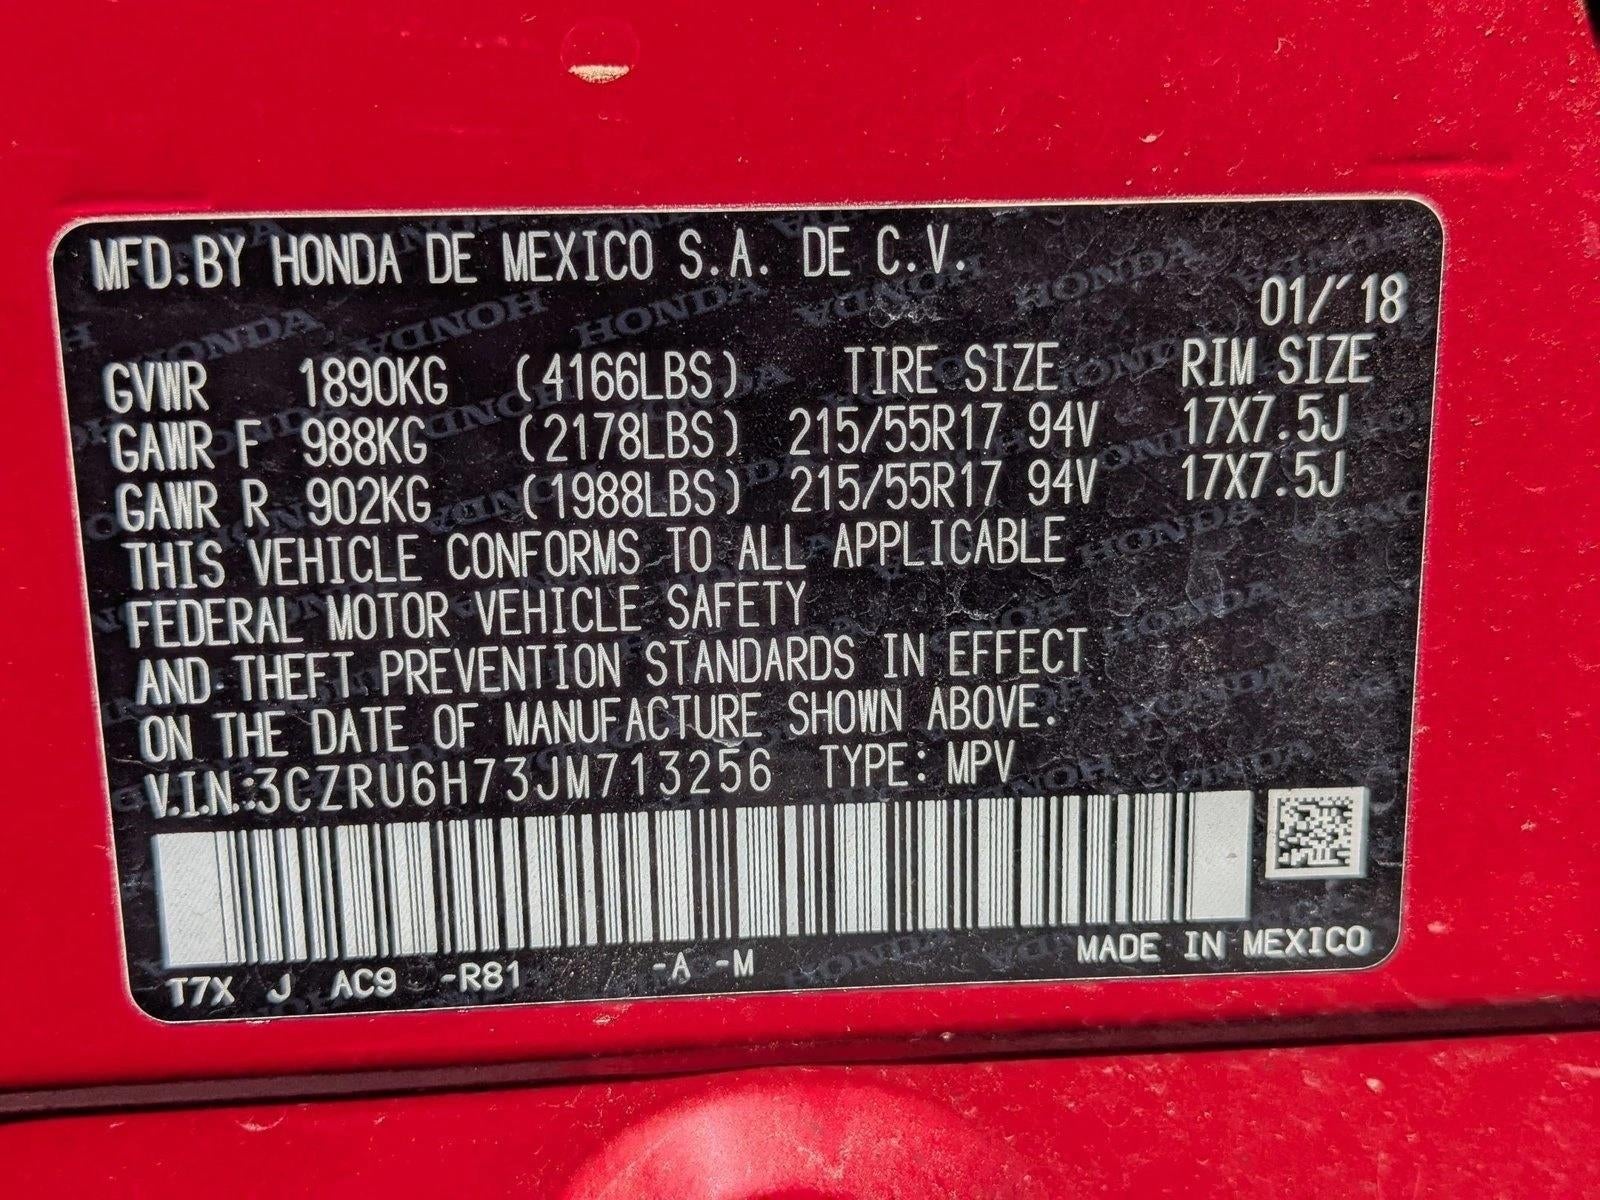 MFD.BY HONDA DE MEXICO S.A. DE C.V.
01/'18
GVWR 1890KG (4166LBS) TIRE SIZE RIM SIZE
GAWR F 988KG (2178LBS) 215/55R17 94V 17X7.5J
GAWR R 902KG (1988LBS) 215/55R17 94V 17X7.5J
THIS VEHICLE CONFORMS TO ALL APPLICABLE
FEDERAL MOTOR VEHICLE SAFETY
AND THEFT PREVENTION STANDARDS IN EFFECT
ON THE DATE OF MANUFACTURE SHOWN ABOVE.
V.I.N.:3CZRU6H73JM713256 TYPE: MPV
T7X J AC9 -R81 -A -M MADE IN MEXICO